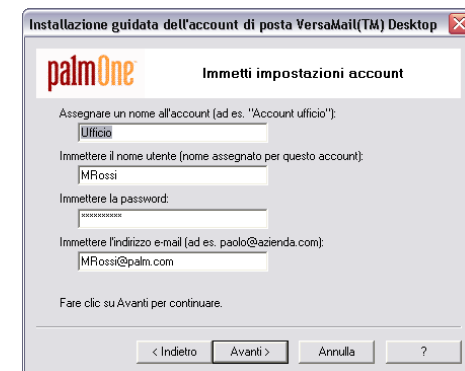 Installazione guidata dell'account di posta VersaMail(TM) Desktop
palmOne
Immetti impostazioni account
Assegnare un nome all'account (ad es. "Account ufficio"):
Ufficio
Immettere il nome utente (nome assegnato per questo account):
MRossi
Immettere la password:
xxxxxxxxxx
Immettere l'indirizzo e-mail (ad es. paolo@azienda.com):
MRossi@palm.com
Fare clic su Avanti per continuare.
< Indietro Avanti > Annulla ?